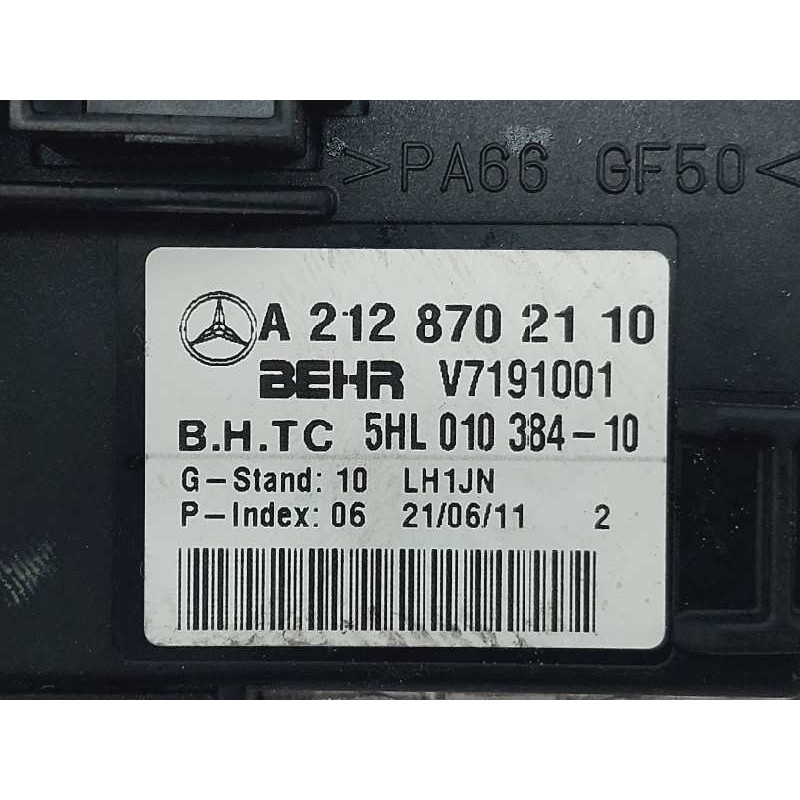 >PA66 GF50<
A 212 870 21 10
BEHR V7191001
B.H.TC 5HL 010 384-10
G-Stand: 10 LH1JN
P-Index: 06 21/06/11 2